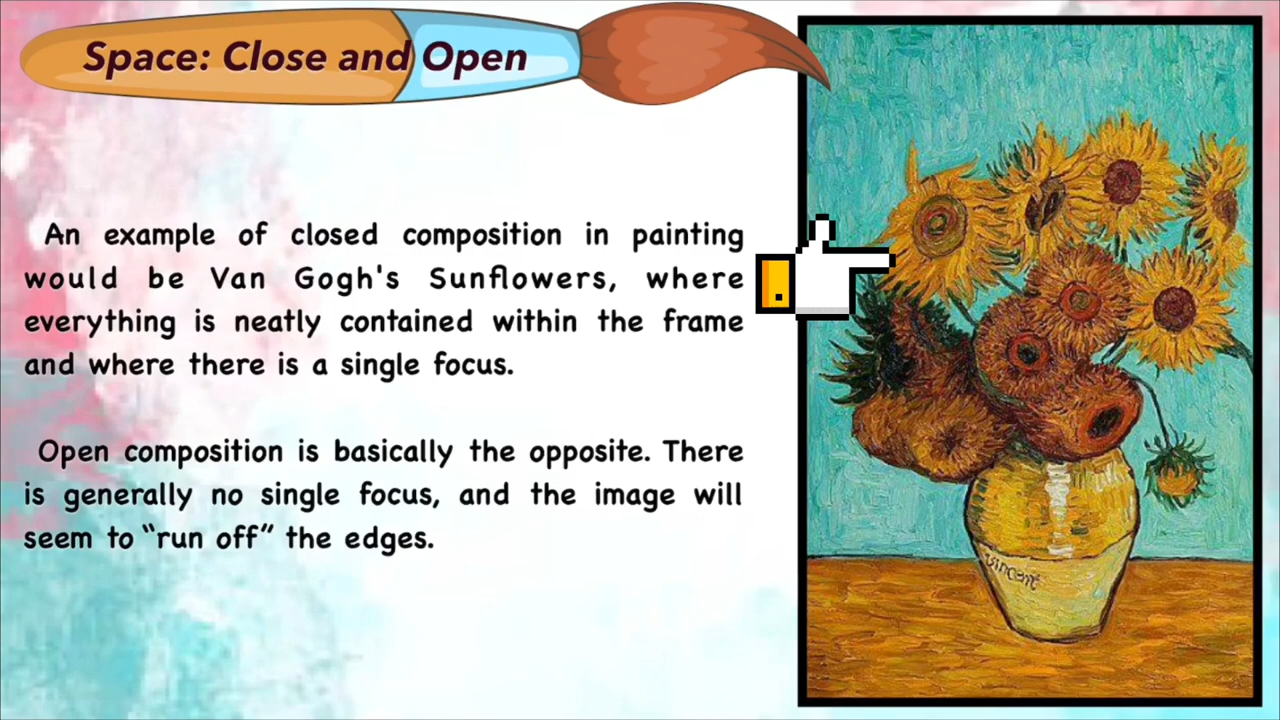 Space: Close and Open
An example of closed composition in painting
would be Van Gogh's Sunflowers, where
everything is neatly contained within the frame
and where there is a single focus.
Open composition is basically the opposite. There
is generally no single focus, and the image will
seem to “run off” the edges.
vincent